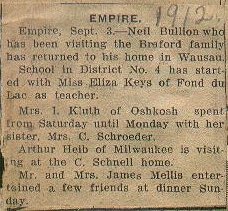 EMPIRE. 1912.
Empire, Sept. 3.—Neil Bullion who
has been visiting the Braford family
has returned to his home in Wausau.
School in District No. 4 has start-
ed with Miss Eliza Keys of Fond du
Lac as teacher.
Mrs. I. Kluth of Oshkosh spent
from Saturday until Monday with her
sister, Mrs. C. Schroeder.
Arthur Heib of Milwaukee is visit-
ing at the C. Schnell home.
Mr. and Mrs. James Mellis enter-
tained a few friends at dinner Sun-
day.